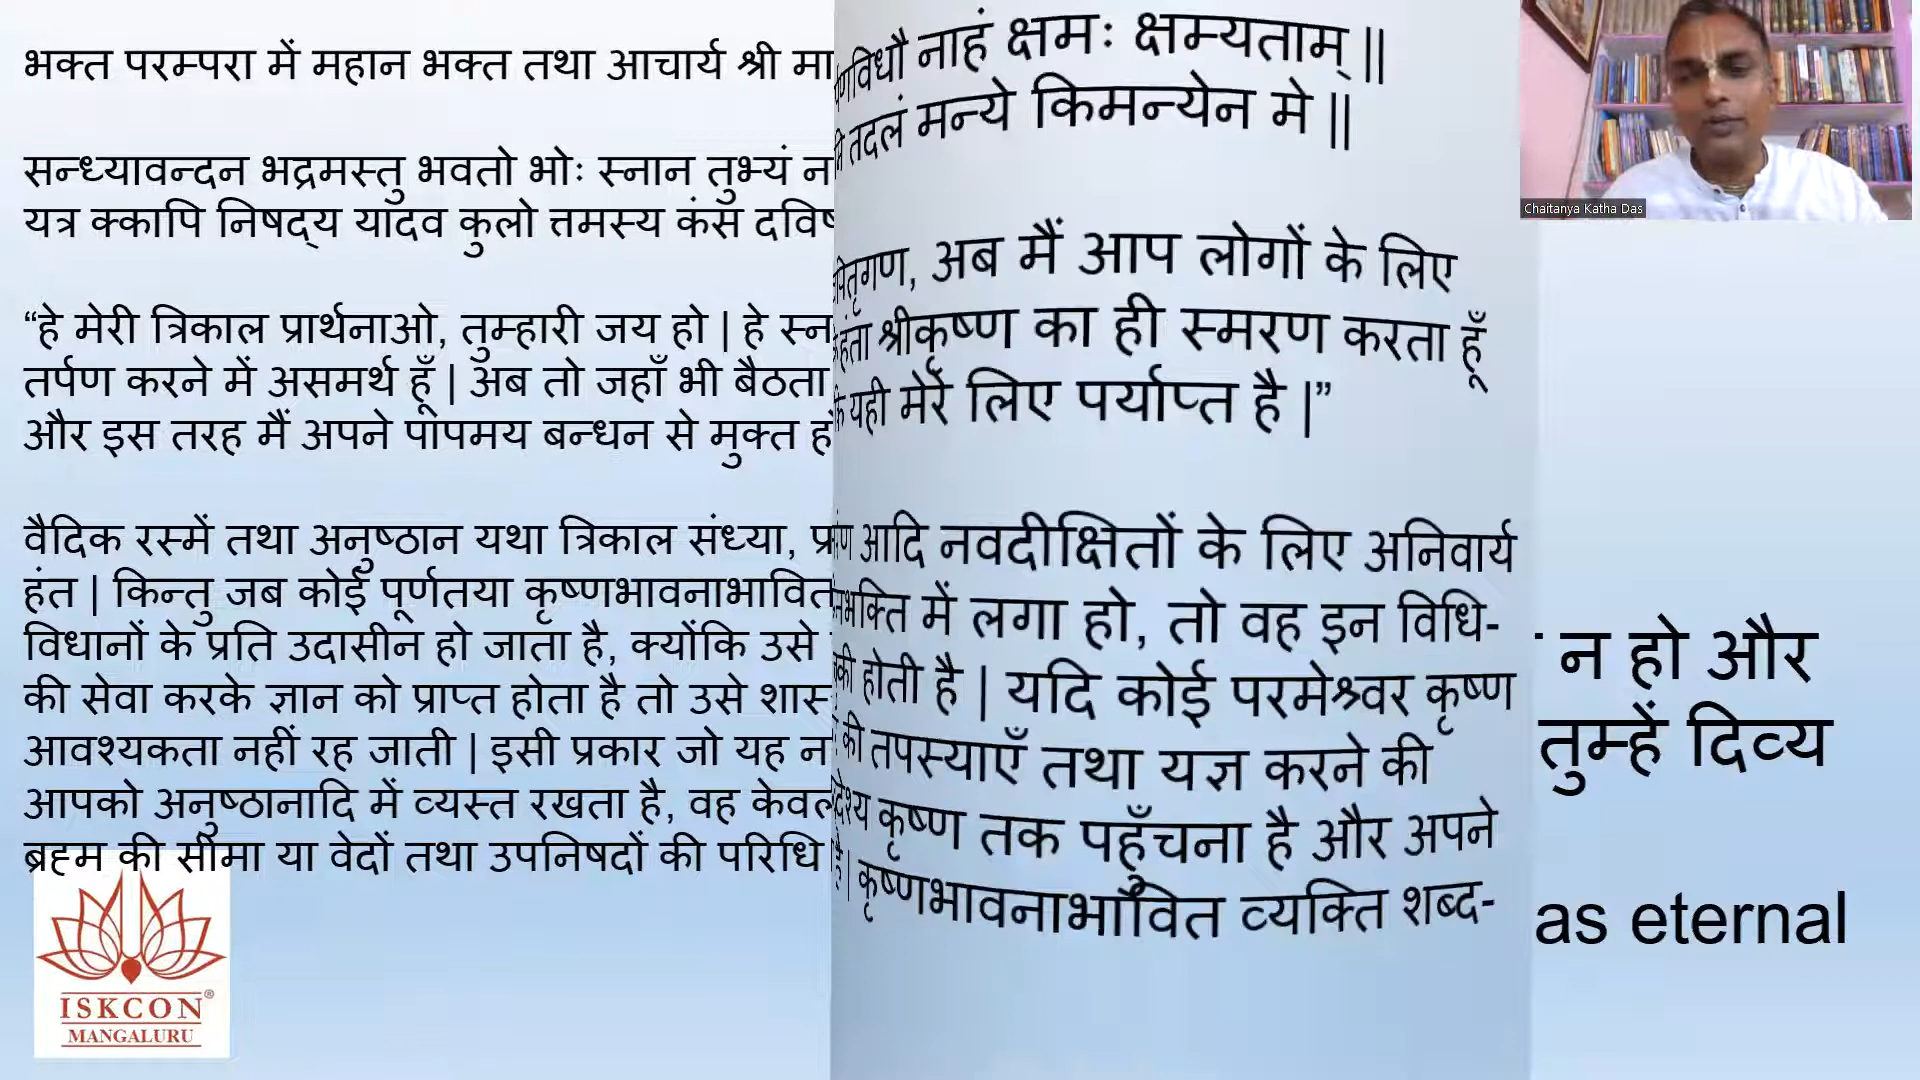 भक्त परम्परा में महान भक्त तथा आचार्य श्री
सन्ध्यावन्दन भद्रमस्तु भवतो भोः स्नान तुभ्यं
यत्र क्कापि निषद्य यादव कुलो त्तमस्य कंस
“हे मेरी त्रिकाल प्रार्थनाओ, तुम्हारी जय हो | हे
तर्पण करने में असमर्थ हूँ | अब तो जहाँ भी बैठता
और इस तरह मैं अपने पापमय बन्धन से मुक्त
वैदिक रस्में तथा अनुष्ठान यथा त्रिकाल संध्या,
हंत | किन्तु जब कोई पूर्णतया कृष्णभावनाभावित
विधानों के प्रति उदासीन हो जाता है, क्योंकि उसे
की सेवा करके ज्ञान को प्राप्त होता है तो उसे
आवश्यकता नहीं रह जाती | इसी प्रकार जो यह
आपको अनुष्ठानादि में व्यस्त रखता है, वह
ब्रह्म की सीमा या वेदों तथा उपनिषदों की परिधि
नाहं क्षमः क्षम्यताम् ||
तदलं मन्ये किमन्येन मे ||
अब मैं आप लोगों के लिए
श्रीकृष्ण का ही स्मरण करता हूँ
यही मेरे लिए पर्याप्त है |”
आदि नवदीक्षितों के लिए अनिवार्य
में लगा हो, तो वह इन विधि-
होती है | यदि कोई परमेश्र्वर कृष्ण
की तपस्याएँ तथा यज्ञ करने की
कृष्ण तक पहुँचना है और अपने
है | कृष्णभावनाभावित व्यक्ति शब्द-
न हो और
तुम्हें दिव्य
as eternal
Chaitanya Katha Das
ISKCON®
MANGALURU